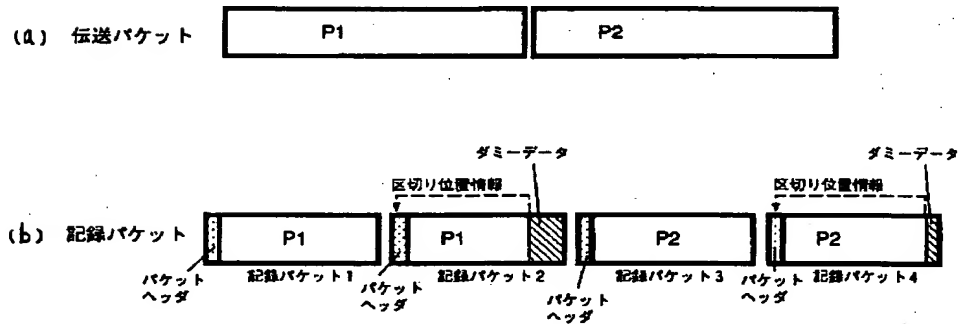 (a) 伝送パケット
P1 P2
ダミーデータ ダミーデータ
区切り位置情報 区切り位置情報
(b) 記録パケット
P1 P1 P2 P2
記録パケット1 記録パケット2 記録パケット3 記録パケット4
パケット
ヘッダ
パケット
ヘッダ
パケット
ヘッダ
パケット
ヘッダ